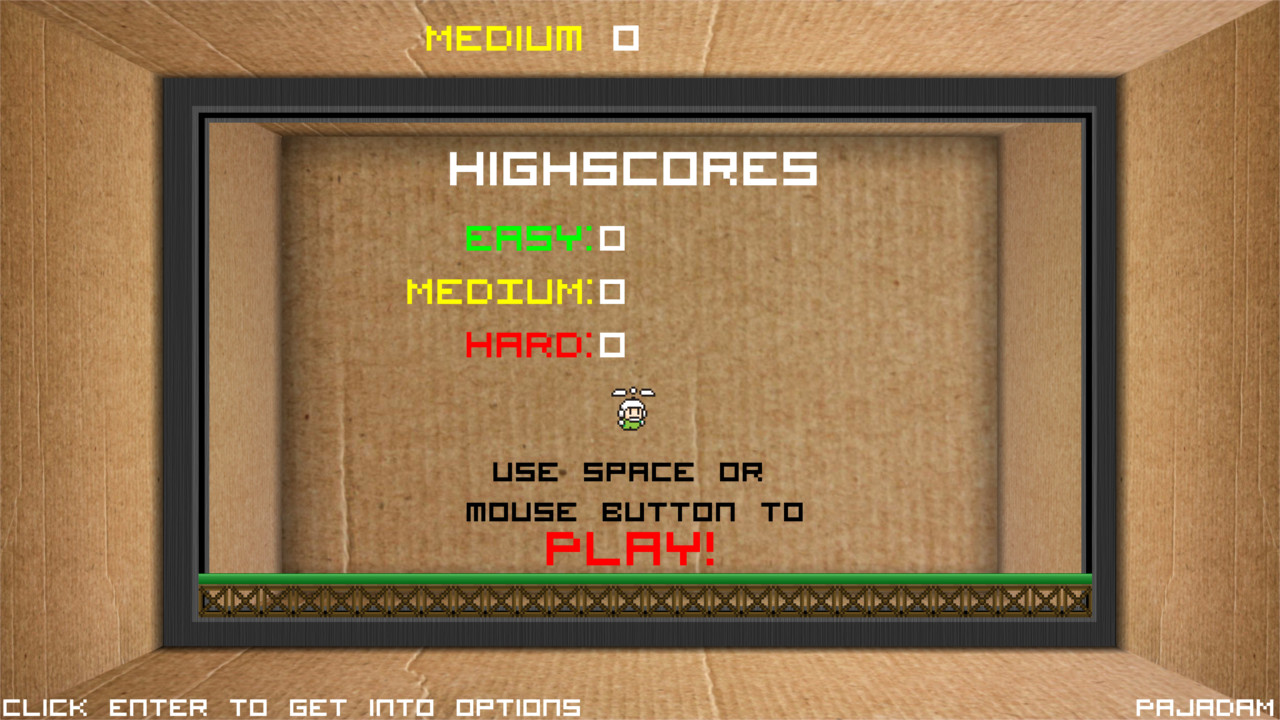 MEDIUM 0
HIGHSCORES
EASY:0
MEDIUM:0
HARD:0
USE SPACE OR
MOUSE BUTTON TO
PLAY!
CLICK ENTER TO GET INTO OPTIONS
PAJADAM